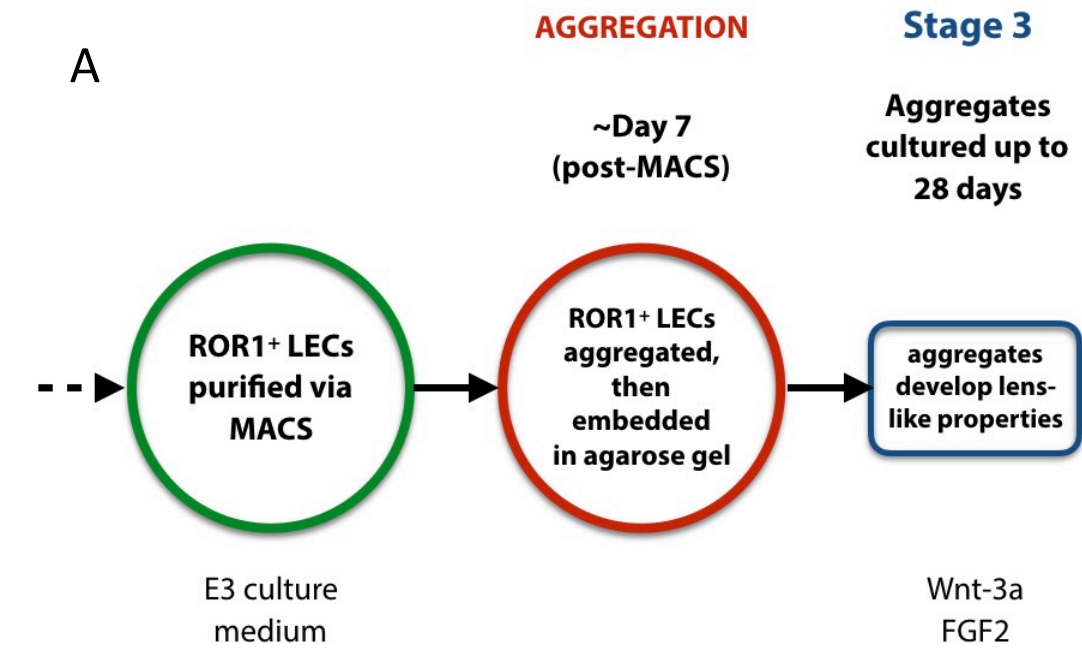 A
AGGREGATION
~Day 7
(post-MACS)
Stage 3
Aggregates
cultured up to
28 days
ROR1⁺ LECs
purified via
MACS
ROR1⁺ LECs
aggregated,
then
embedded
in agarose gel
aggregates
develop lens-
like properties
E3 culture
medium
Wnt-3a
FGF2